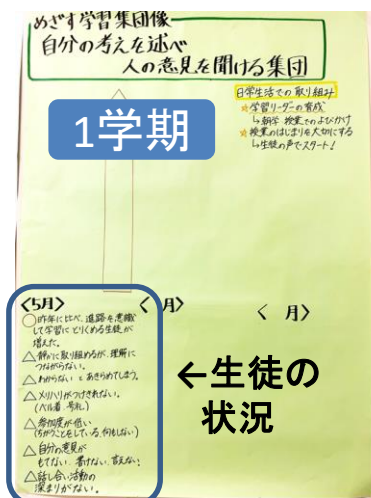 めざす学習集団像
自分の考えを述べ
人の意見を聞ける集団
1学期
日常生活での取り組み
☆学習リーダーの育成
↳朝学・授業でのよびかけ
☆授業のはじまりを大切にする
↳生徒の声でスタート!
〈5月〉
〈 月〉
〈 月〉
○昨年に比べ、進路を意識
して学習にとりくめる生徒が
増えた。
△静かに取り組めるが、理解に
つながらない。
△わからない とあきらめてしまう。
△メリハリがつけきれない。
(ベル着・号礼)
△参加度が低い
(ちがうことをしている、何もしない)
△自分の意見が
もてない、書けない、言えない。
△話し合い活動の
深まりがない。
←生徒の
状況